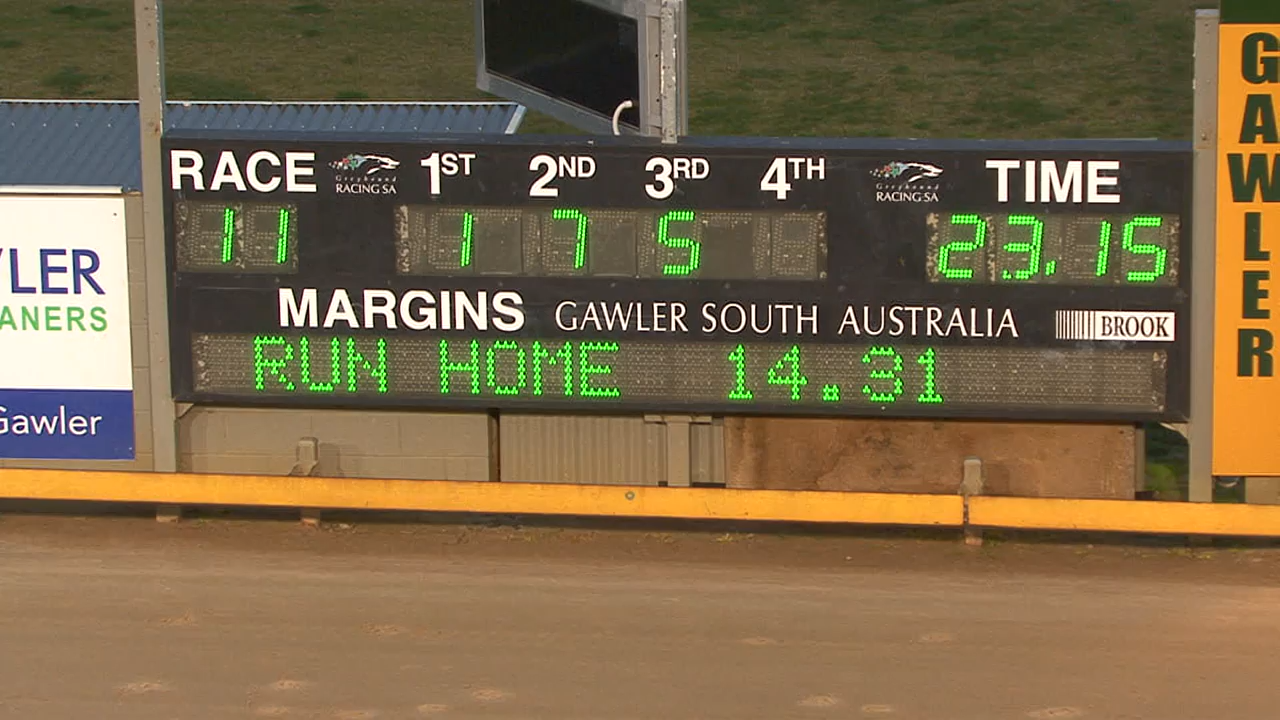 RACE Greyhound RACING SA 1ST 2ND 3RD 4TH Greyhound RACING SA TIME
11 1 7 5 23.15
MARGINS GAWLER SOUTH AUSTRALIA BROOK
RUN HOME 14.31
LER
ANERS
Gawler
GAWLER